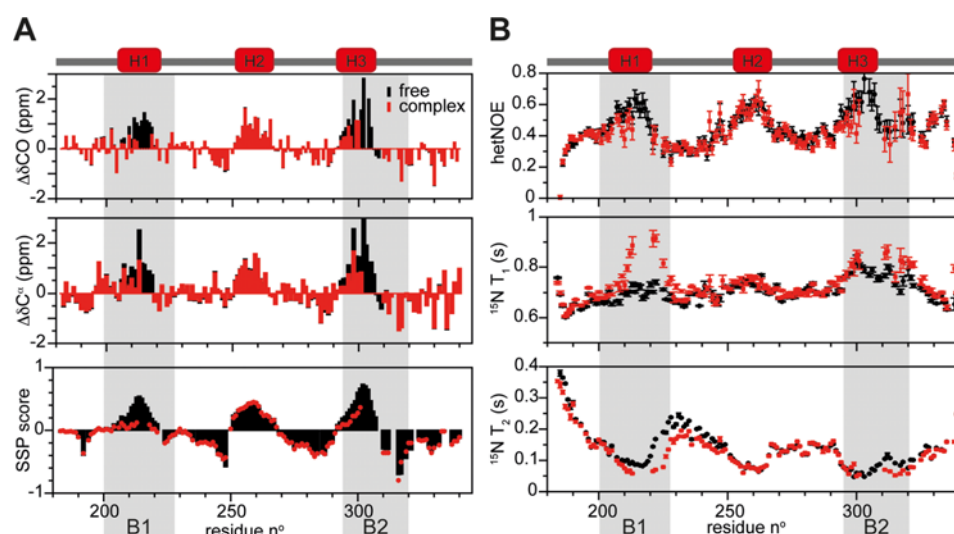 A
B
H1 H2 H3
H1 H2 H3
ΔδCO (ppm)
2
0
-2
free
complex
ΔδCᵅ (ppm)
2
0
-2
SSP score
1
0
-1
200 250 300
B1 residue nº B2
hetNOE
0.8
0.6
0.4
0.2
0
¹⁵N T₁ (s)
1
0.8
0.6
¹⁵N T₂ (s)
0.4
0.3
0.2
0.1
0
200 250 300
B1 residue nº B2